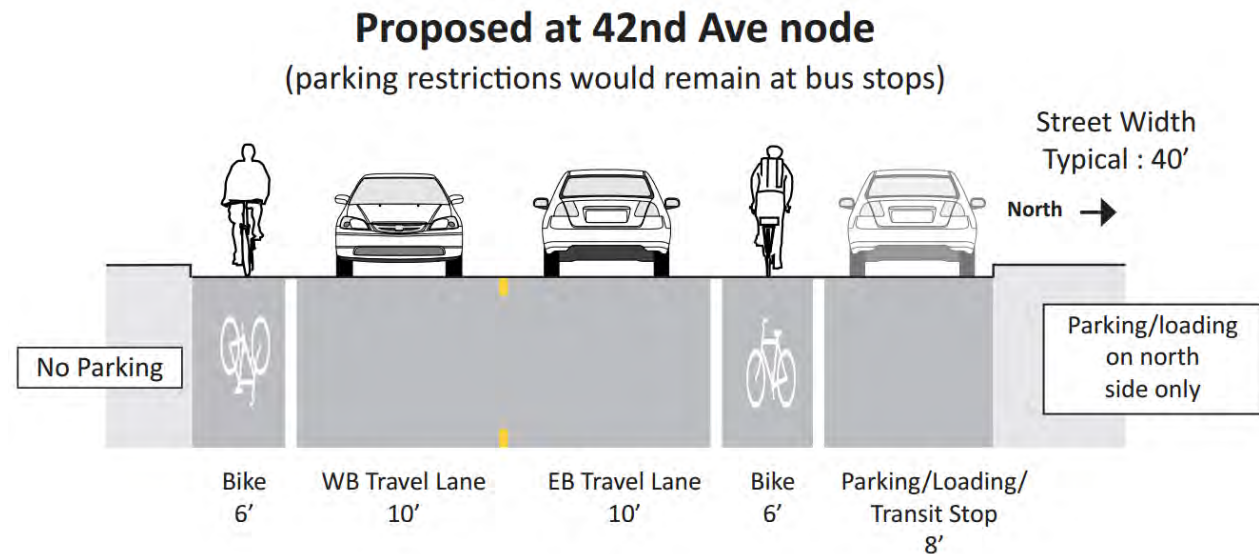 Proposed at 42nd Ave node
(parking restrictions would remain at bus stops)
Street Width
Typical : 40’
North
No Parking
Parking/loading
on north
side only
Bike
6’
WB Travel Lane
10’
EB Travel Lane
10’
Bike
6’
Parking/Loading/
Transit Stop
8’